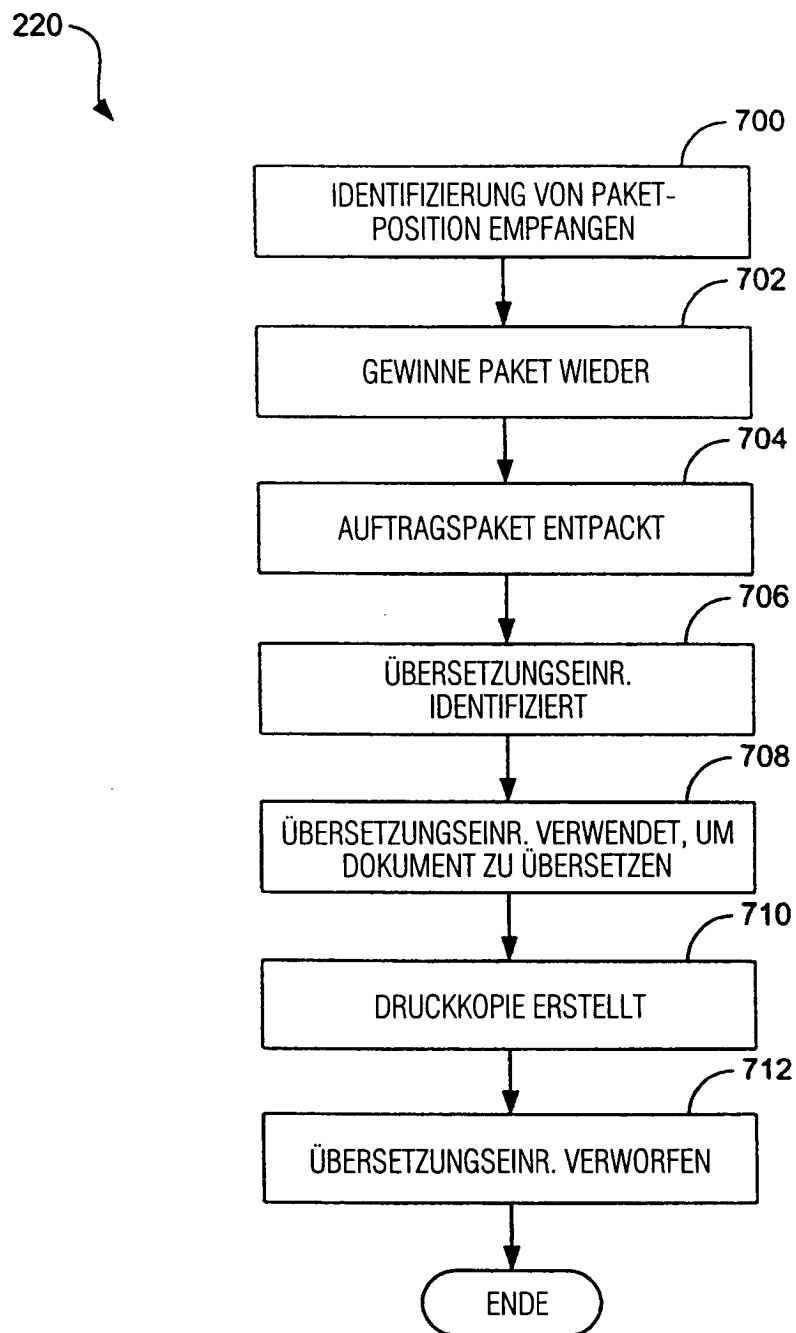 220
700
IDENTIFIZIERUNG VON PAKET-
POSITION EMPFANGEN
702
GEWINNE PAKET WIEDER
704
AUFTRAGSPAKET ENTPACKT
706
ÜBERSETZUNGSEINR.
IDENTIFIZIERT
708
ÜBERSETZUNGSEINR. VERWENDET, UM
DOKUMENT ZU ÜBERSETZEN
710
DRUCKKOPIE ERSTELLT
712
ÜBERSETZUNGSEINR. VERWORFEN
ENDE